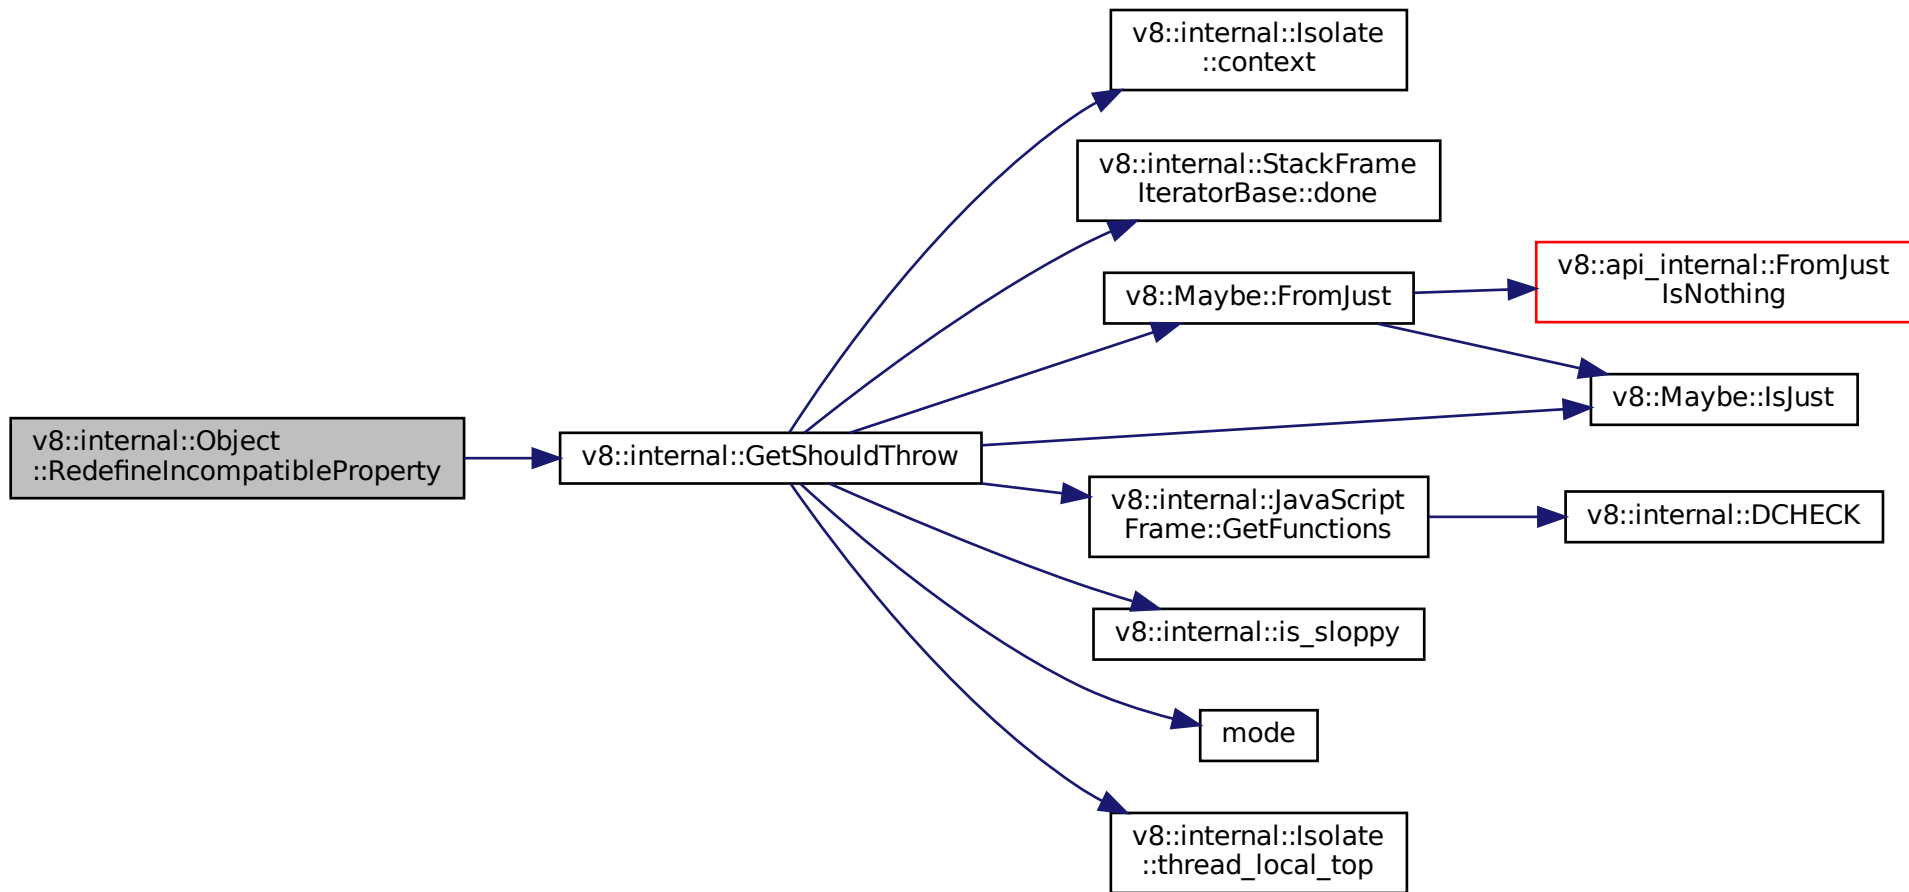 v8::internal::Isolate
::context
v8::internal::StackFrame
IteratorBase::done
v8::api_internal::FromJust
IsNothing
v8::Maybe::FromJust
v8::Maybe::IsJust
v8::internal::Object
::RedefineIncompatibleProperty
v8::internal::GetShouldThrow
v8::internal::JavaScript
Frame::GetFunctions
v8::internal::DCHECK
v8::internal::is_sloppy
mode
v8::internal::Isolate
::thread_local_top